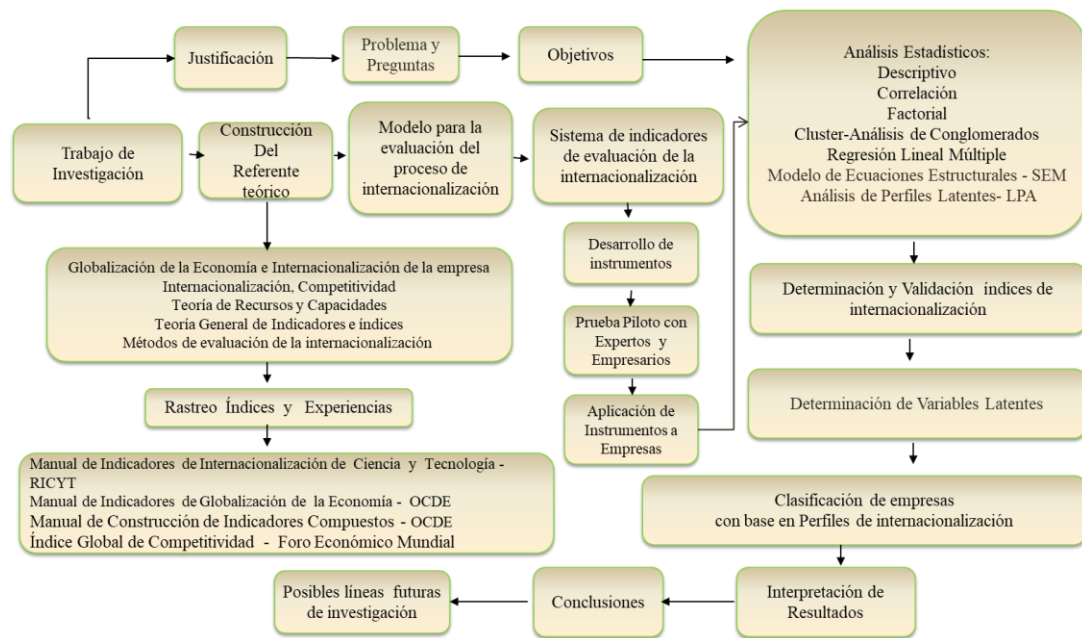 Justificación
Problema y
Preguntas
Objetivos
Análisis Estadísticos:
Descriptivo
Correlación
Factorial
Cluster-Análisis de Conglomerados
Regresión Lineal Múltiple
Modelo de Ecuaciones Estructurales - SEM
Análisis de Perfiles Latentes- LPA
Trabajo de
Investigación
Construcción
Del
Referente
teórico
Modelo para la
evaluación del
proceso de
internacionalización
Sistema de indicadores
de evaluación de la
internacionalización
Globalización de la Economía e Internacionalización de la empresa
Internacionalización, Competitividad
Teoría de Recursos y Capacidades
Teoría General de Indicadores e índices
Métodos de evaluación de la internacionalización
Desarrollo de
instrumentos
Prueba Piloto con
Expertos y
Empresarios
Aplicación de
Instrumentos a
Empresas
Determinación y Validación índices de
internacionalización
Rastreo Índices y Experiencias
Determinación de Variables Latentes
Manual de Indicadores de Internacionalización de Ciencia y Tecnología -
RICYT
Manual de Indicadores de Globalización de la Economía - OCDE
Manual de Construcción de Indicadores Compuestos - OCDE
Índice Global de Competitividad - Foro Económico Mundial
Clasificación de empresas
con base en Perfiles de internacionalización
Interpretación de
Resultados
Conclusiones
Posibles líneas futuras
de investigación